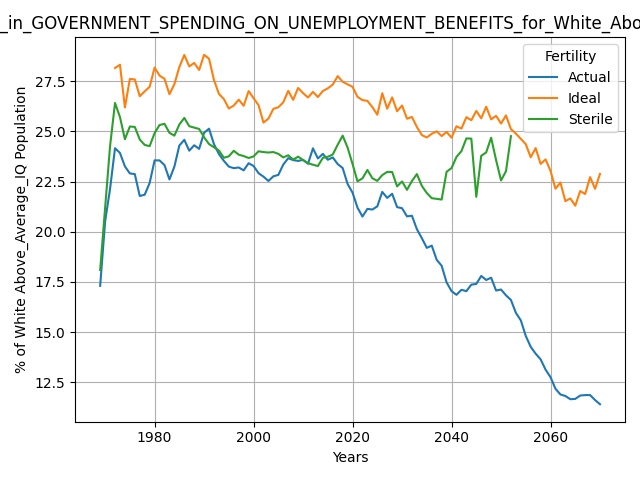 _in_GOVERNMENT_SPENDING_ON_UNEMPLOYMENT_BENEFITS_for_White_Abo
Fertility
Actual
Ideal
Sterile
% of White Above_Average_IQ Population
27.5
25.0
22.5
20.0
17.5
15.0
12.5
1980 2000 2020 2040 2060
Years